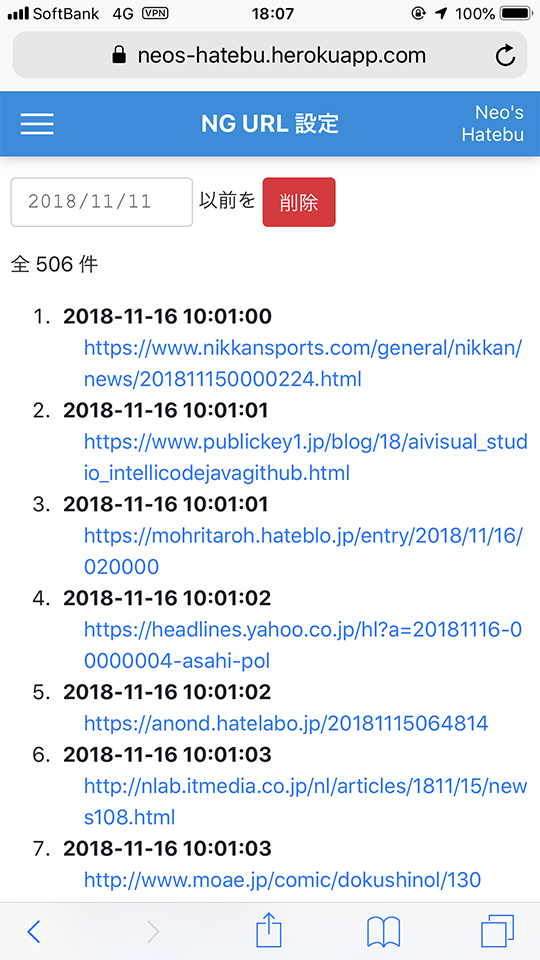 SoftBank 4G VPN 18:07 100%
neos-hatebu.herokuapp.com
NG URL 設定
Neo's
Hatebu
2018/11/11 以前を 削除
全 506 件
1. 2018-11-16 10:01:00
https://www.nikkansports.com/general/nikkan/
news/201811150000224.html
2. 2018-11-16 10:01:01
https://www.publickey1.jp/blog/18/aivisual_stud
io_intellicodejavagithub.html
3. 2018-11-16 10:01:01
https://mohritaroh.hateblo.jp/entry/2018/11/16/
020000
4. 2018-11-16 10:01:02
https://headlines.yahoo.co.jp/hl?a=20181116-0
0000004-asahi-pol
5. 2018-11-16 10:01:02
https://anond.hatelabo.jp/20181115064814
6. 2018-11-16 10:01:03
http://nlab.itmedia.co.jp/nl/articles/1811/15/new
s108.html
7. 2018-11-16 10:01:03
http://www.moae.jp/comic/dokushinol/130